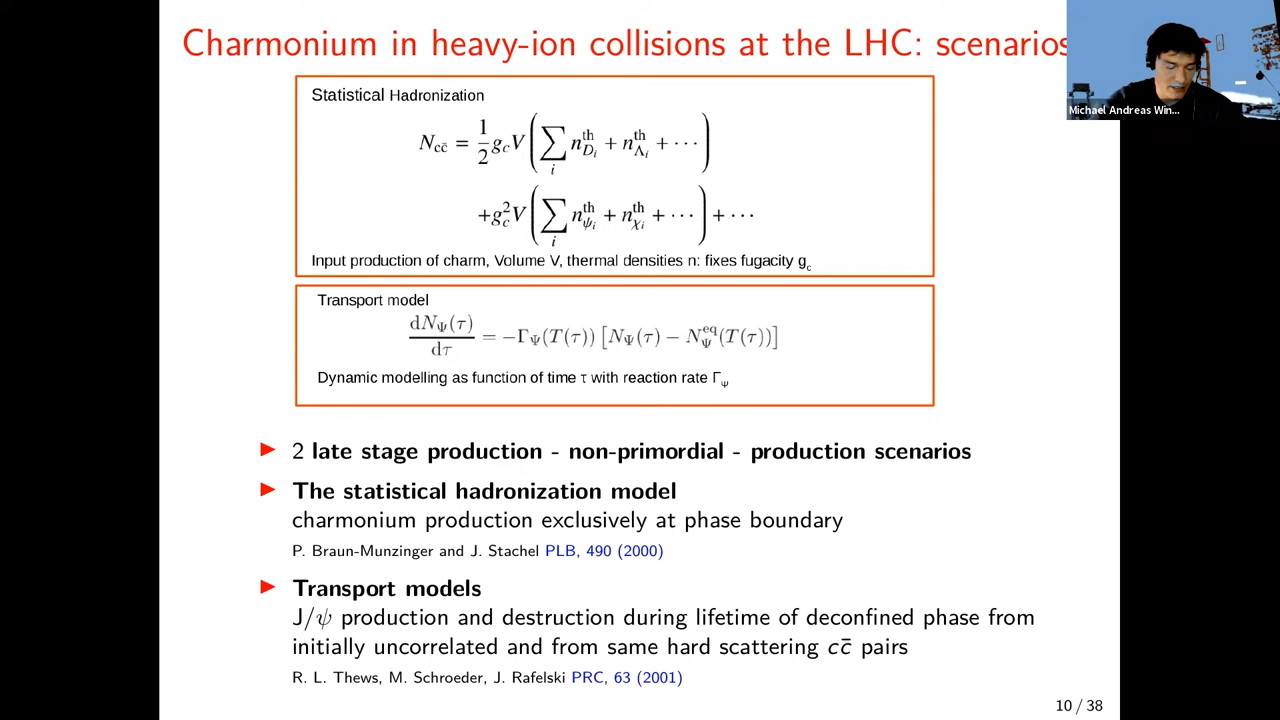 Charmonium in heavy-ion collisions at the LHC: scenarios
Michael Andreas Win...
Statistical Hadronization
N_{cc̄} = \frac{1}{2} g_c V ( \sum_i n^{th}_{D_i} + n^{th}_{Λ_i} + ··· )
+ g_c^2 V ( \sum_i n^{th}_{ψ_i} + n^{th}_{χ_i} + ··· ) + ···
Input production of charm, Volume V, thermal densities n: fixes fugacity g_c
Transport model
\frac{dN_Ψ(τ)}{dτ} = −Γ_Ψ(T(τ)) [N_Ψ(τ) − N_Ψ^{eq}(T(τ))]
Dynamic modelling as function of time τ with reaction rate Γ_Ψ
▶ 2 late stage production - non-primordial - production scenarios
▶ The statistical hadronization model
charmonium production exclusively at phase boundary
P. Braun-Munzinger and J. Stachel PLB, 490 (2000)
▶ Transport models
J/ψ production and destruction during lifetime of deconfined phase from
initially uncorrelated and from same hard scattering cc̄ pairs
R. L. Thews, M. Schroeder, J. Rafelski PRC, 63 (2001)
10 / 38